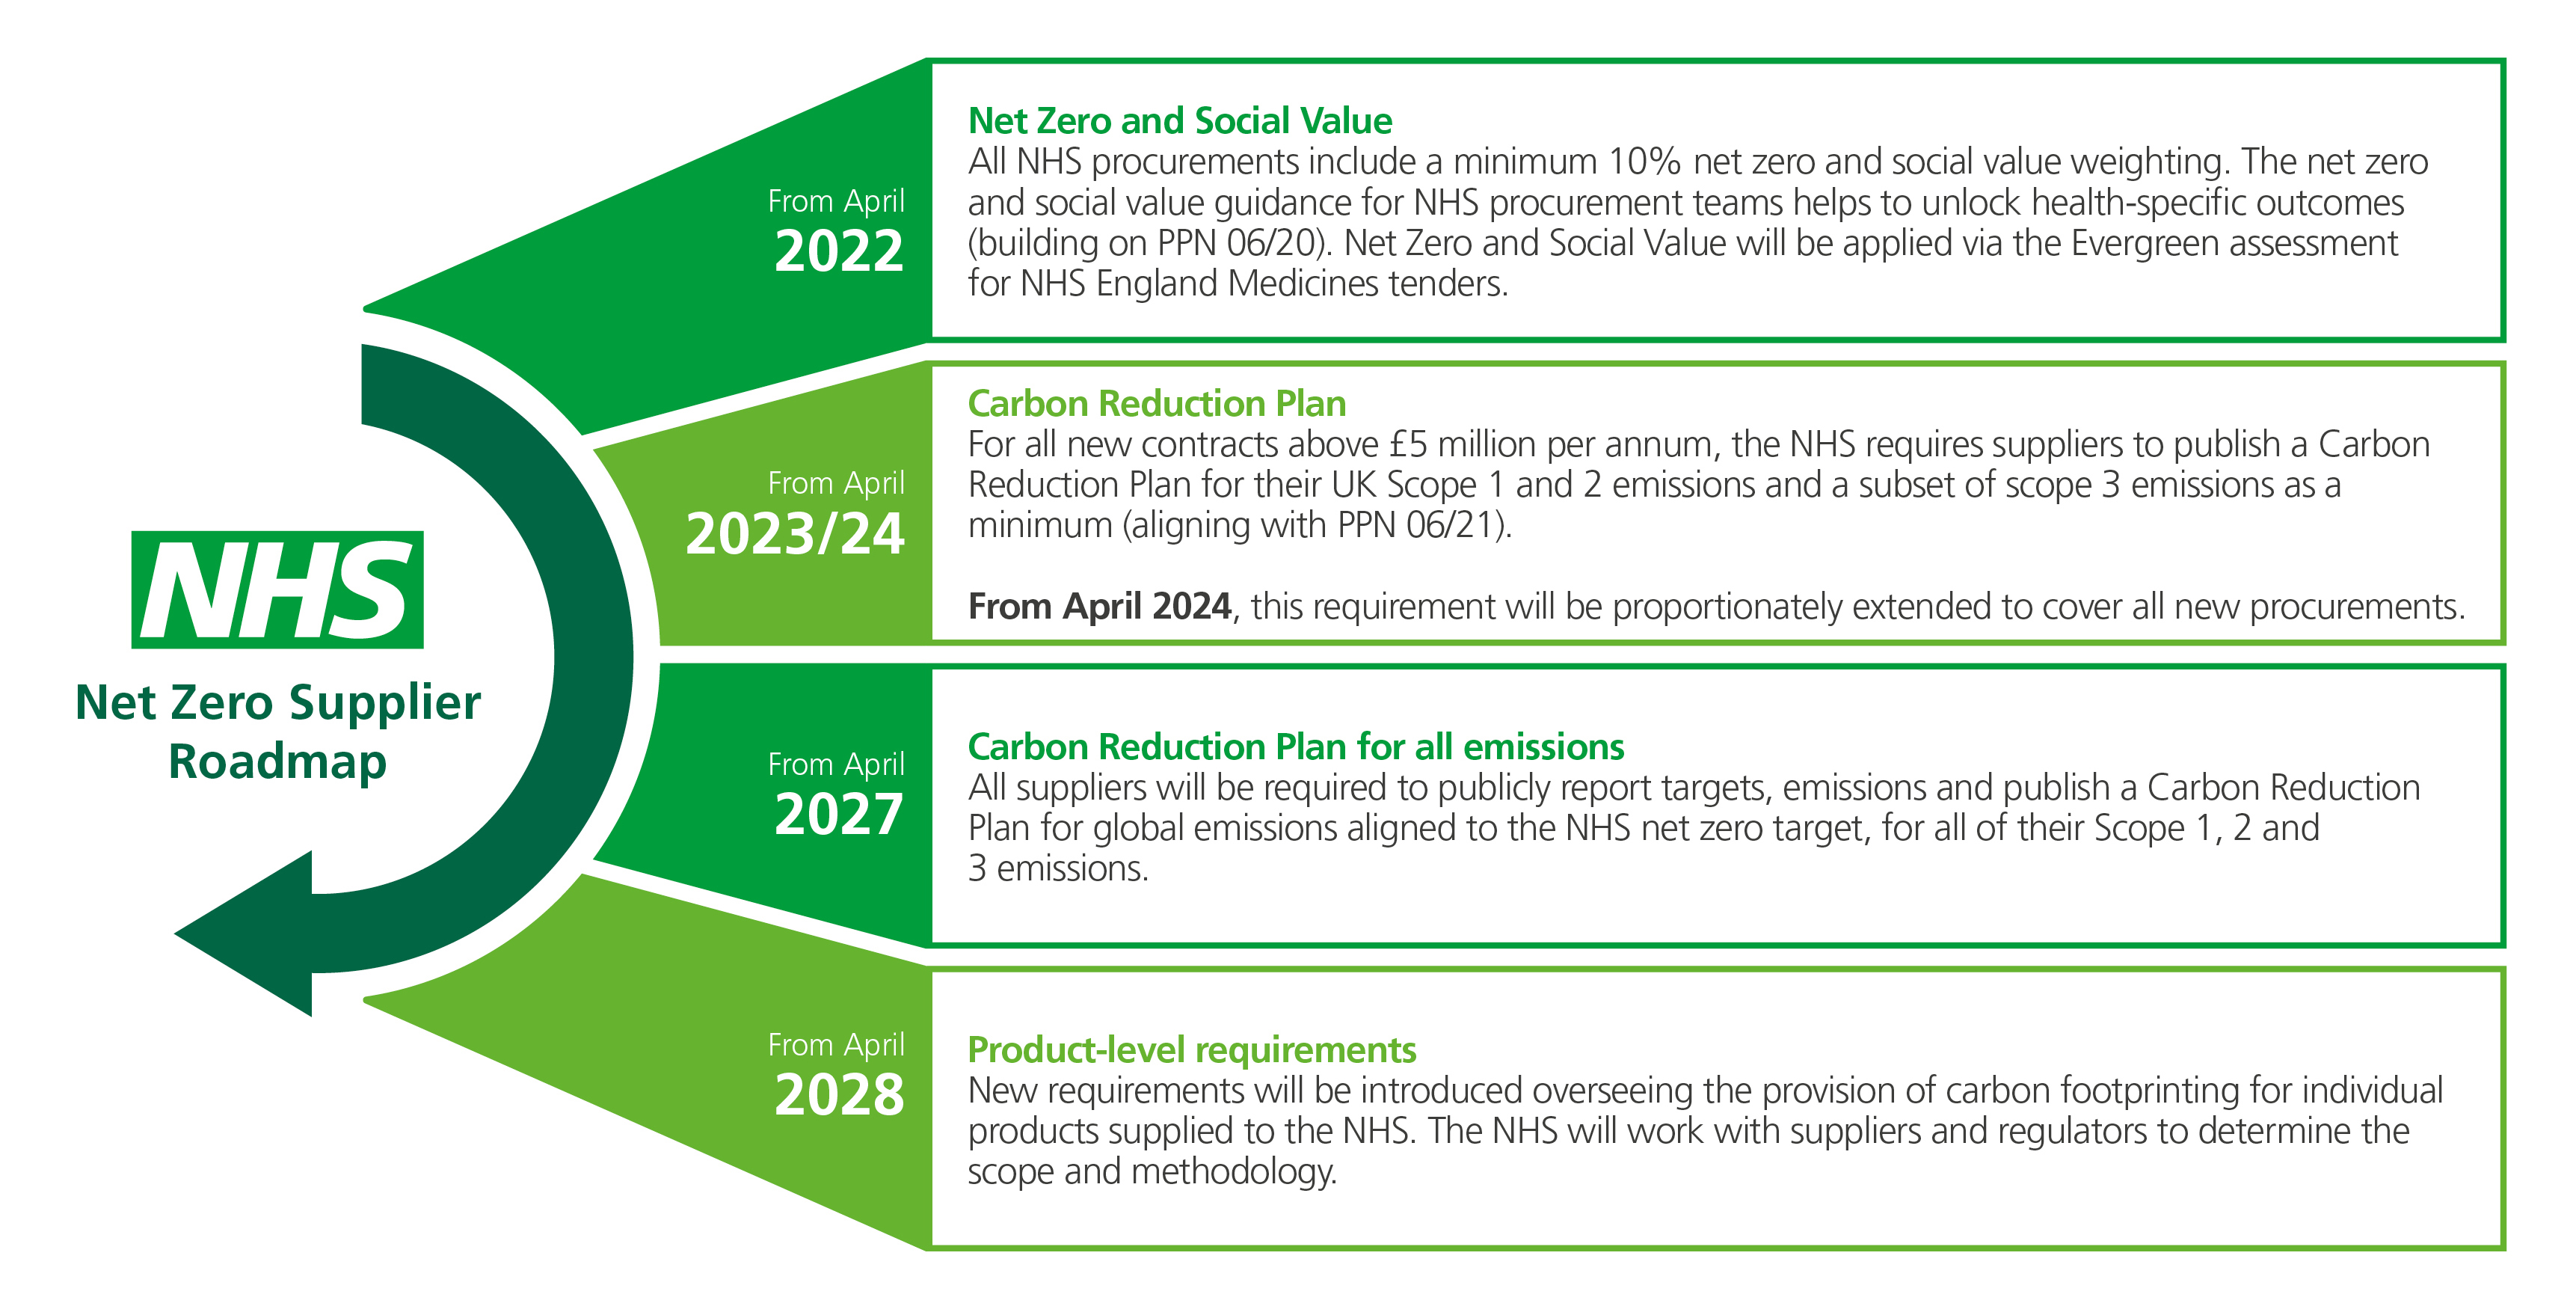 NHS
Net Zero Supplier
Roadmap
From April
2022
Net Zero and Social Value
All NHS procurements include a minimum 10% net zero and social value weighting. The net zero
and social value guidance for NHS procurement teams helps to unlock health-specific outcomes
(building on PPN 06/20). Net Zero and Social Value will be applied via the Evergreen assessment
for NHS England Medicines tenders.
From April
2023/24
Carbon Reduction Plan
For all new contracts above £5 million per annum, the NHS requires suppliers to publish a Carbon
Reduction Plan for their UK Scope 1 and 2 emissions and a subset of scope 3 emissions as a
minimum (aligning with PPN 06/21).
From April 2024, this requirement will be proportionately extended to cover all new procurements.
From April
2027
Carbon Reduction Plan for all emissions
All suppliers will be required to publicly report targets, emissions and publish a Carbon Reduction
Plan for global emissions aligned to the NHS net zero target, for all of their Scope 1, 2 and
3 emissions.
From April
2028
Product-level requirements
New requirements will be introduced overseeing the provision of carbon footprinting for individual
products supplied to the NHS. The NHS will work with suppliers and regulators to determine the
scope and methodology.